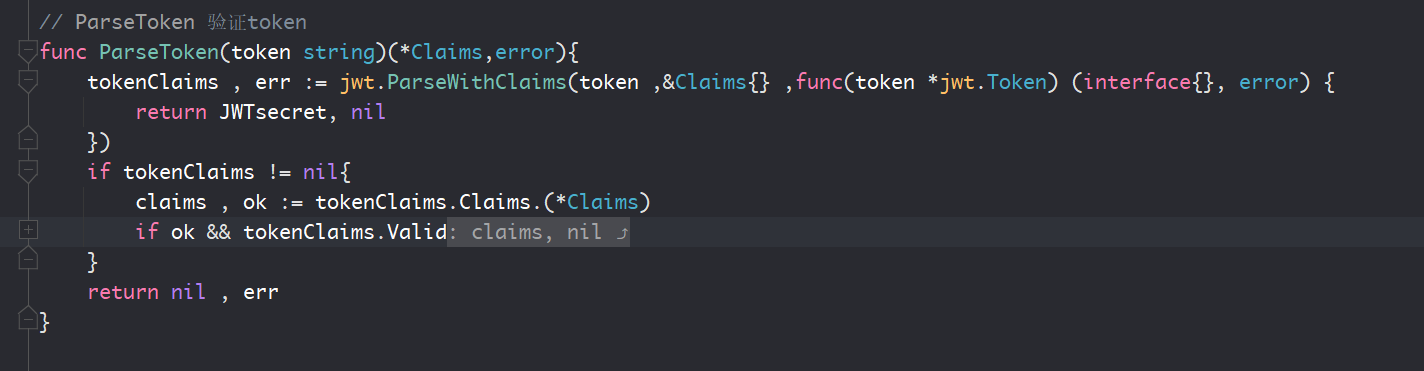 // ParseToken 验证token
func ParseToken(token string)(*Claims,error){
    tokenClaims , err := jwt.ParseWithClaims(token ,&Claims{} ,func(token *jwt.Token) (interface{}, error) {
        return JWTsecret, nil
    })
    if tokenClaims != nil{
        claims , ok := tokenClaims.Claims.(*Claims)
        if ok && tokenClaims.Valid: claims, nil ⤴
    }
    return nil , err
}